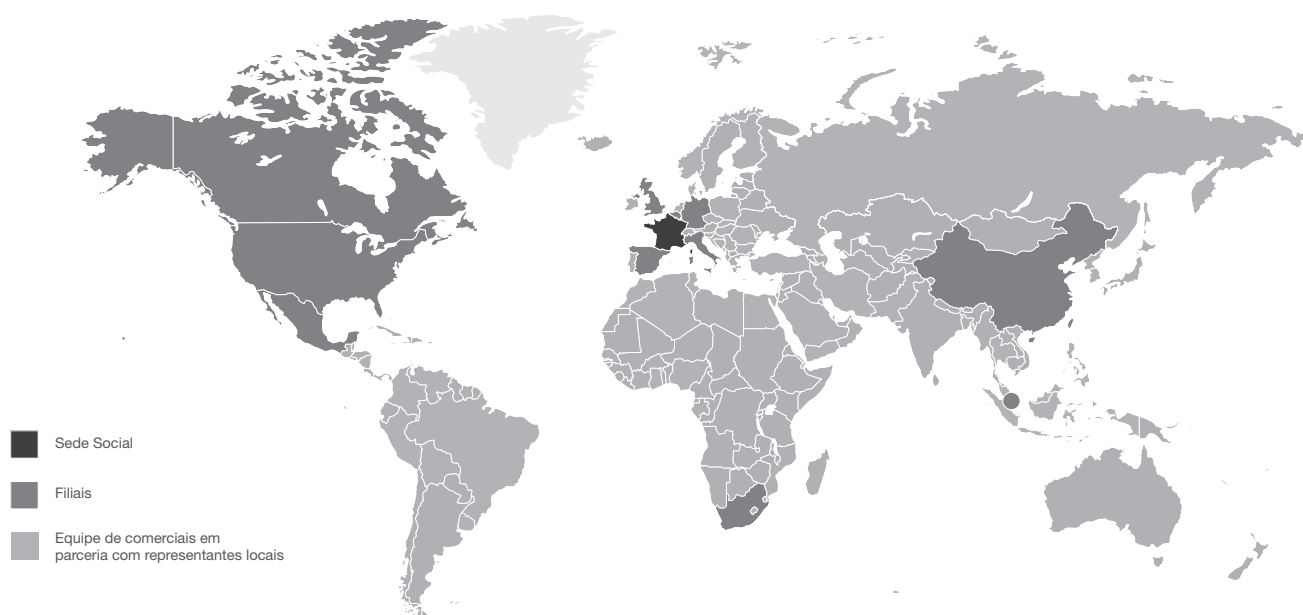 Sede Social
Filiais
Equipe de comerciais em
parceria com representantes locais